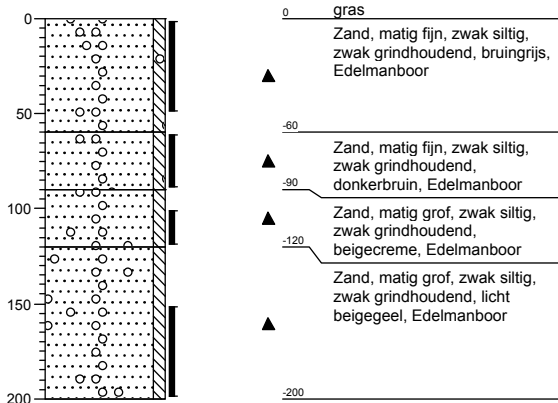 0
50
100
150
200
0
gras
Zand, matig fijn, zwak siltig,
zwak grindhoudend, bruingrijs,
Edelmanboor
-60
Zand, matig fijn, zwak siltig,
zwak grindhoudend,
donkerbruin, Edelmanboor
-90
Zand, matig grof, zwak siltig,
zwak grindhoudend,
beigecreme, Edelmanboor
-120
Zand, matig grof, zwak siltig,
zwak grindhoudend, licht
beigegeel, Edelmanboor
-200